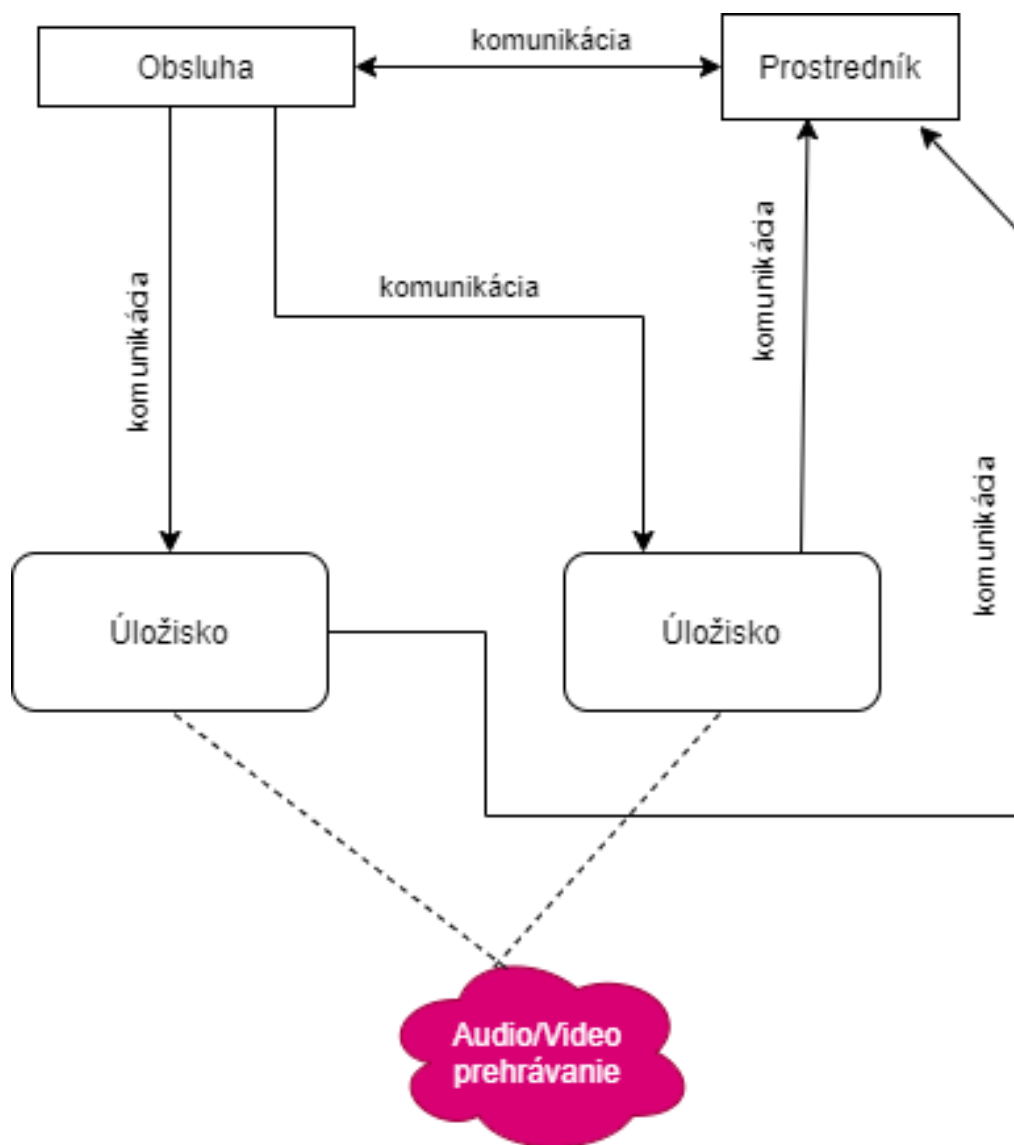 komunikácia
Obsluha
Prostredník
komunikácia
komunikácia
komunikácia
komunikácia
Úložisko
Úložisko
Audio/Video
prehrávanie